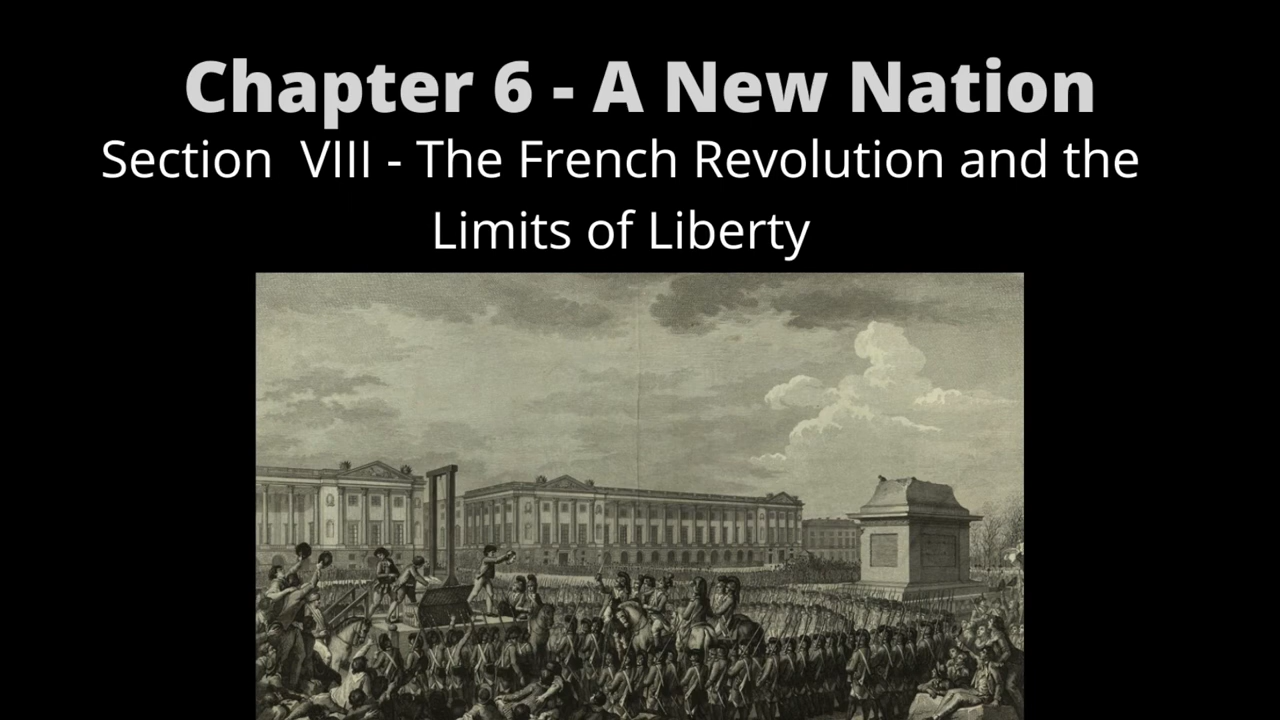 Chapter 6 - A New Nation
Section VIII - The French Revolution and the
Limits of Liberty